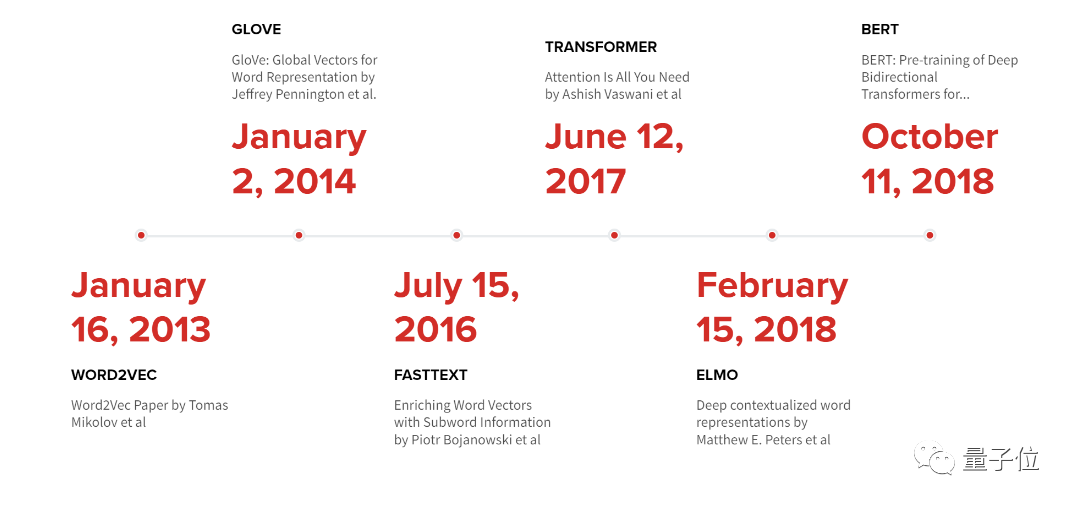 GLOVE
GloVe: Global Vectors for
Word Representation by
Jeffrey Pennington et al.
January
2, 2014
TRANSFORMER
Attention Is All You Need
by Ashish Vaswani et al
June 12,
2017
BERT
BERT: Pre-training of Deep
Bidirectional
Transformers for...
October
11, 2018
January
16, 2013
WORD2VEC
Word2Vec Paper by Tomas
Mikolov et al
July 15,
2016
FASTTEXT
Enriching Word Vectors
with Subword Information
by Piotr Bojanowski et al
February
15, 2018
ELMO
Deep contextualized word
representations by
Matthew E. Peters et al
量子位